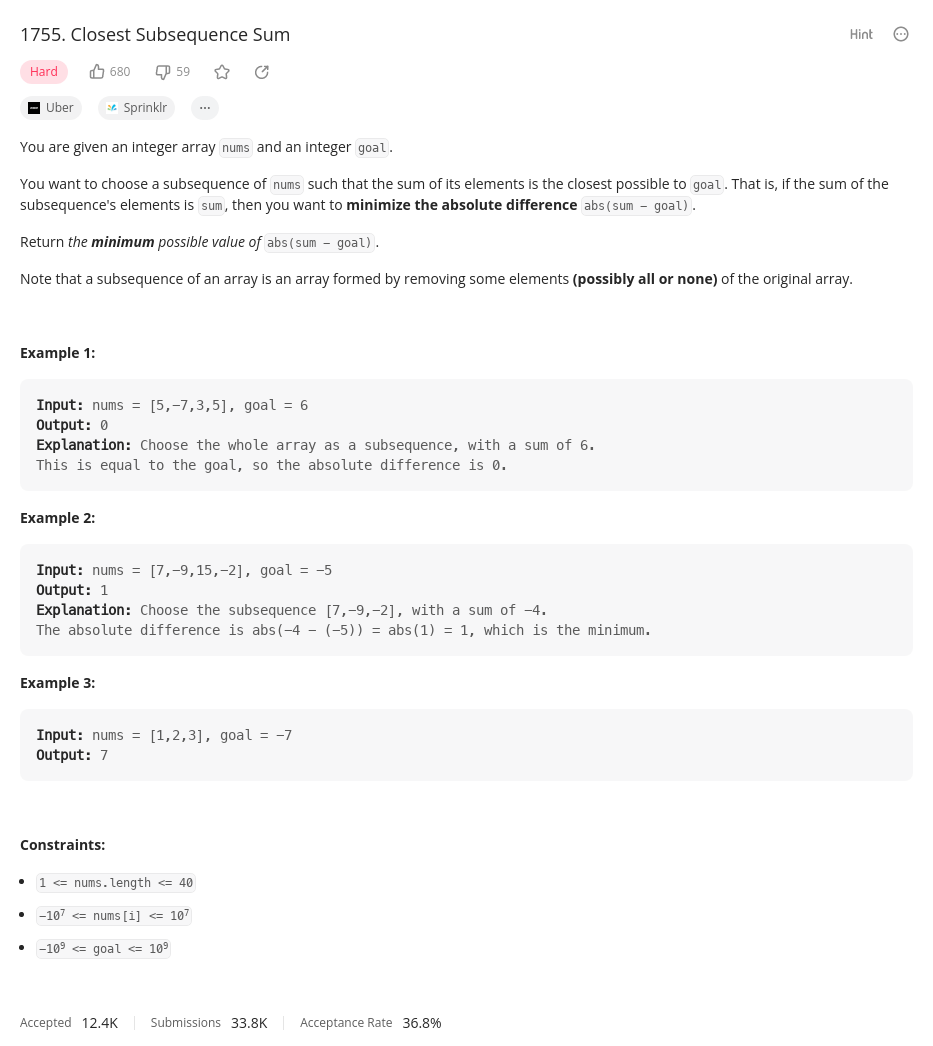 1755. Closest Subsequence Sum
Hint
Hard
680
59
Uber
Sprinklr
You are given an integer array nums and an integer goal.
You want to choose a subsequence of nums such that the sum of its elements is the closest possible to goal. That is, if the sum of the
subsequence's elements is sum, then you want to minimize the absolute difference abs(sum − goal).
Return the minimum possible value of abs(sum − goal).
Note that a subsequence of an array is an array formed by removing some elements (possibly all or none) of the original array.
Example 1:
Input: nums = [5,−7,3,5], goal = 6
Output: 0
Explanation: Choose the whole array as a subsequence, with a sum of 6.
This is equal to the goal, so the absolute difference is 0.
Example 2:
Input: nums = [7,−9,15,−2], goal = −5
Output: 1
Explanation: Choose the subsequence [7,−9,−2], with a sum of −4.
The absolute difference is abs(−4 − (−5)) = abs(1) = 1, which is the minimum.
Example 3:
Input: nums = [1,2,3], goal = −7
Output: 7
Constraints:
1 <= nums.length <= 40
−10⁷ <= nums[i] <= 10⁷
−10⁹ <= goal <= 10⁹
Accepted 12.4K Submissions 33.8K Acceptance Rate 36.8%